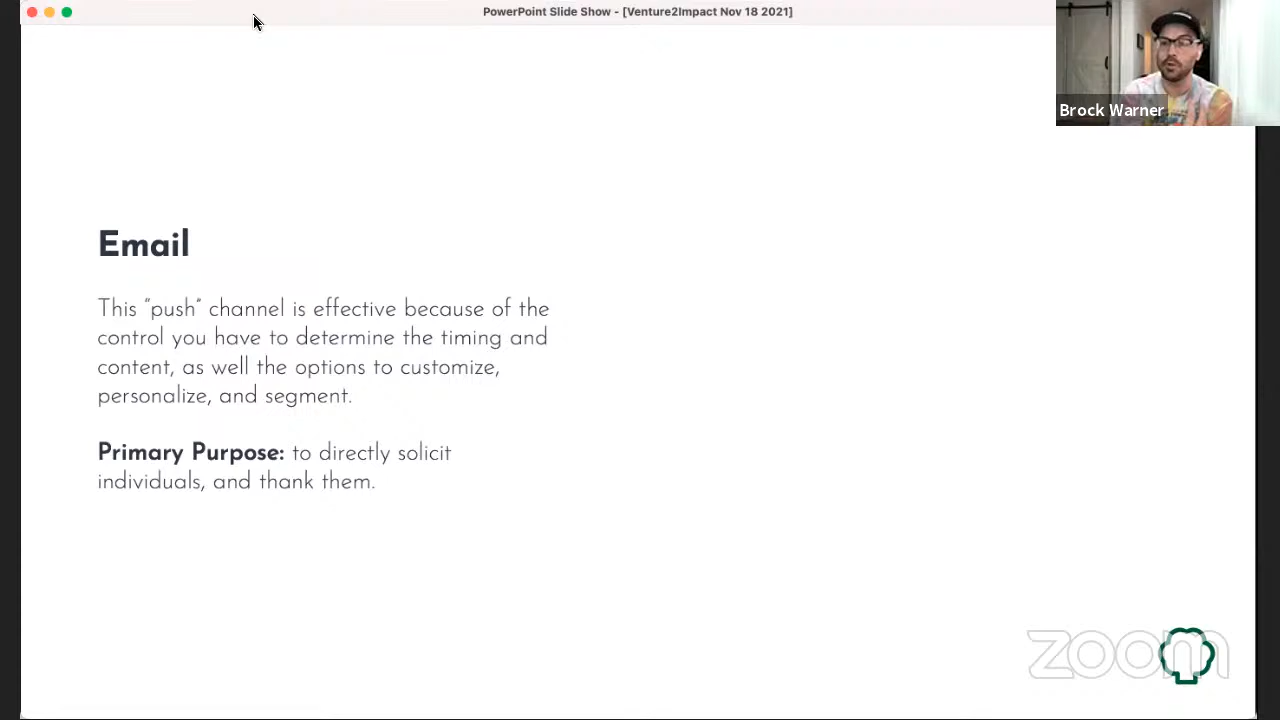 PowerPoint Slide Show - [Venture2Impact Nov 18 2021]
Brock Warner
Email
This “push” channel is effective because of the
control you have to determine the timing and
content, as well the options to customize,
personalize, and segment.
Primary Purpose: to directly solicit
individuals, and thank them.
zoom